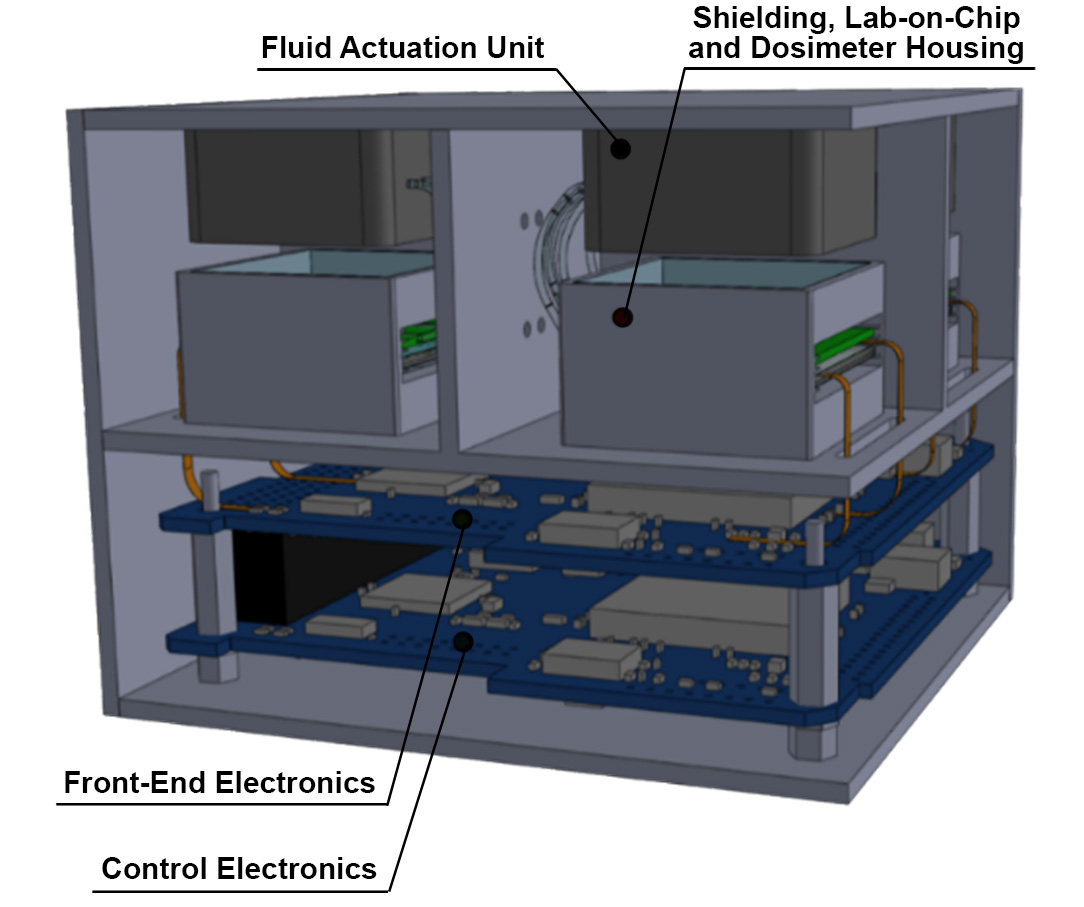 Fluid Actuation Unit
Shielding, Lab-on-Chip
and Dosimeter Housing
Front-End Electronics
Control Electronics